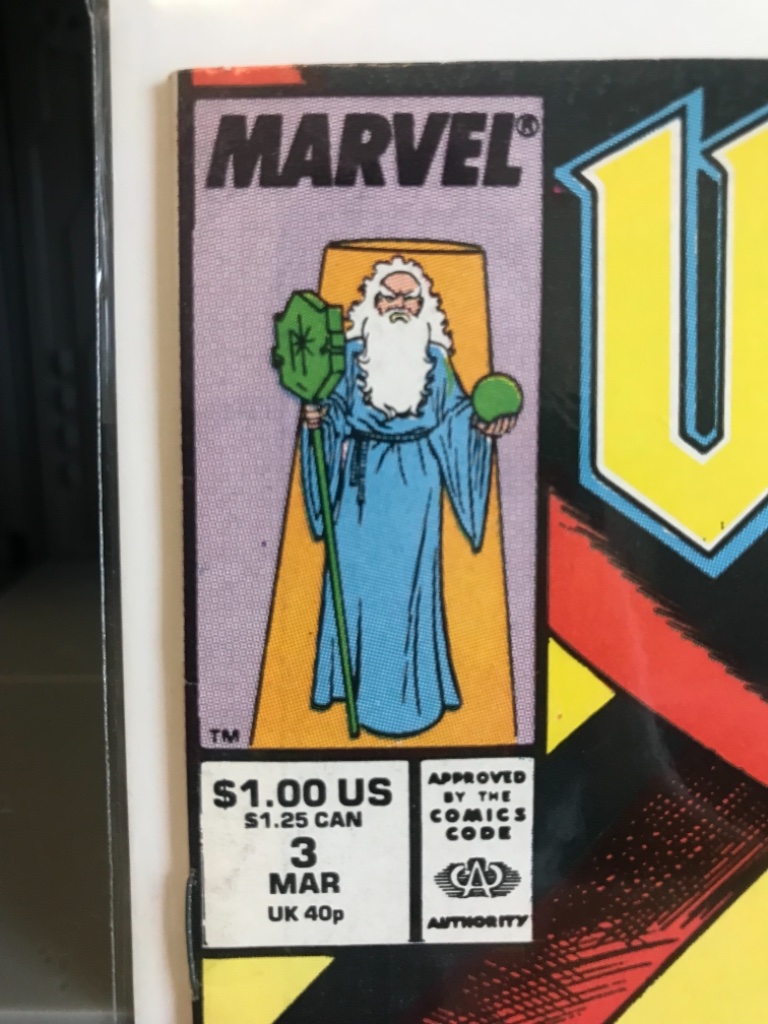 MARVEL®
TM
$1.00 US
$1.25 CAN
3
MAR
UK 40p
APPROVED
BY THE
COMICS
CODE
CA
AUTHORITY